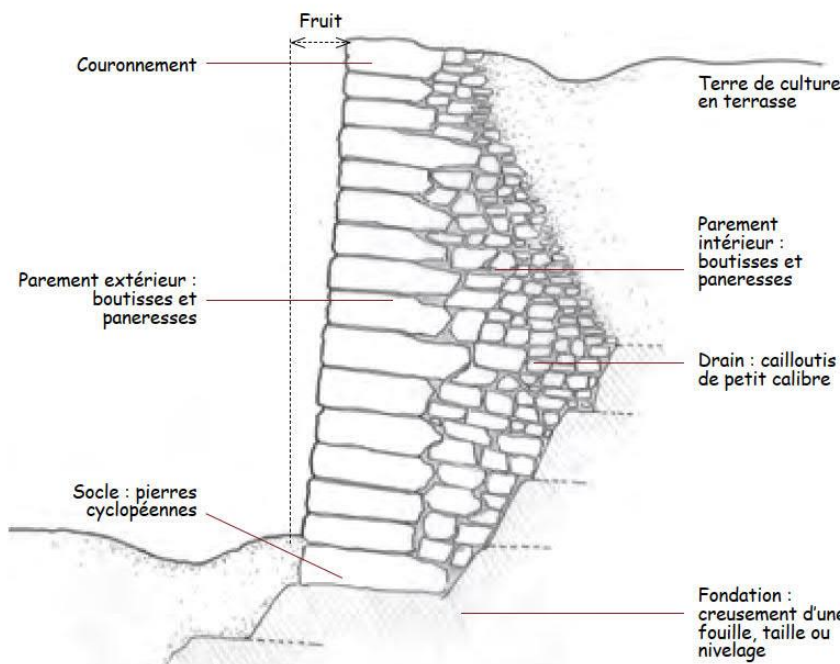 Fruit
Couronnement
Terre de culture
en terrasse
Parement
intérieur :
boutisses et
paneresses
Parement extérieur :
boutisses et
paneresses
Drain : cailloutis
de petit calibre
Socle : pierres
cyclopéennes
Fondation :
creusement d'une
fouille, taille ou
nivelage